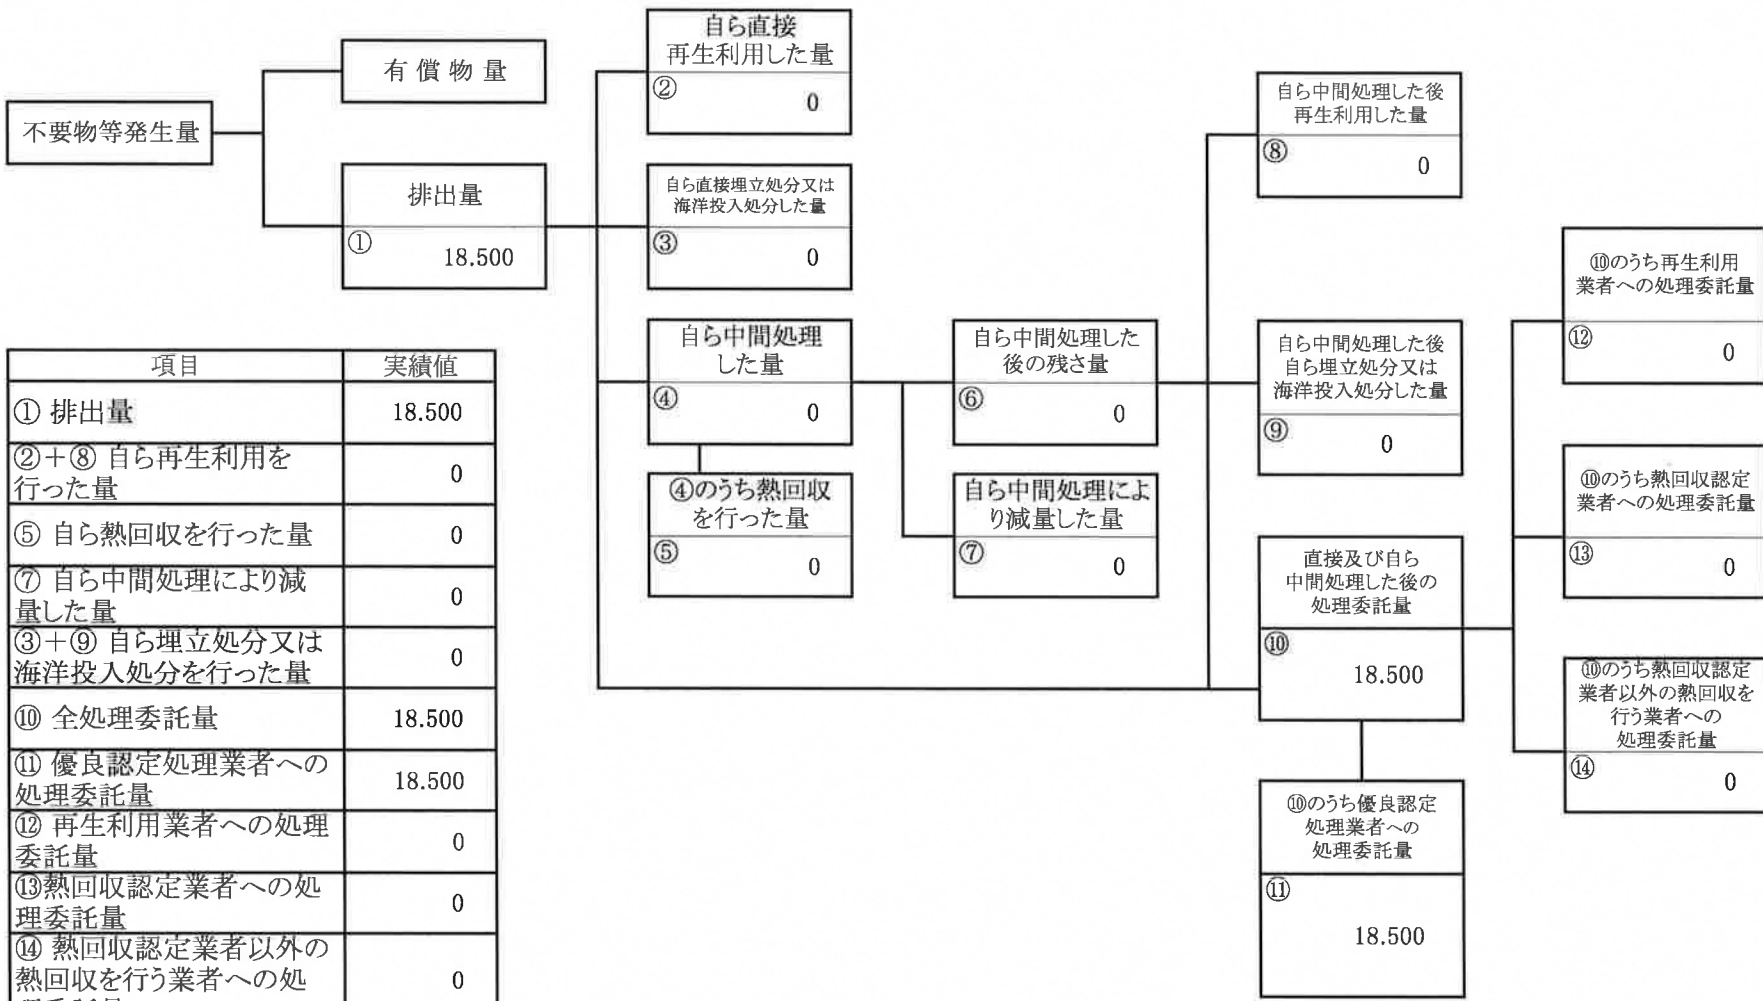 不要物等発生量
有償物量
排出量
① 18.500
自ら直接
再生利用した量
② 0
自ら直接埋立処分又は
海洋投入処分した量
③ 0
自ら中間処理
した量
④ 0
④のうち熱回収
を行った量
⑤ 0
自ら中間処理した
後の残さ量
⑥ 0
自ら中間処理によ
り減量した量
⑦ 0
自ら中間処理した後
再生利用した量
⑧ 0
自ら中間処理した後
自ら埋立処分又は
海洋投入処分した量
⑨ 0
直接及び自ら
中間処理した後の
処理委託量
⑩
18.500
⑩のうち優良認定
処理業者への
処理委託量
⑪
18.500
⑩のうち再生利用
業者への処理委託量
⑫ 0
⑩のうち熱回収認定
業者への処理委託量
⑬ 0
⑩のうち熱回収認定
業者以外の熱回収を
行う業者への
処理委託量
⑭ 0
項目 実績値
① 排出量 18.500
②+⑧ 自ら再生利用を
行った量 0
⑤ 自ら熱回収を行った量 0
⑦ 自ら中間処理により減
量した量 0
③+⑨ 自ら埋立処分又は
海洋投入処分を行った量 0
⑩ 全処理委託量 18.500
⑪ 優良認定処理業者への
処理委託量 18.500
⑫ 再生利用業者への処理
委託量 0
⑬熱回収認定業者への処
理委託量 0
⑭ 熱回収認定業者以外の
熱回収を行う業者への処 0